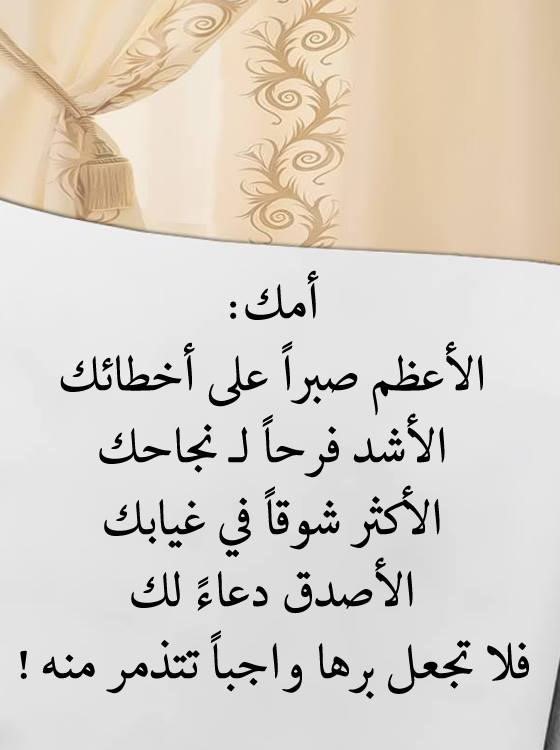 أمك:
الأعظم صبراً على أخطائك
الأشد فرحاً لـ نجاحك
الأكثر شوقاً في غيابك
الأصدق دعاءً لك
فلا تجعل برها واجباً تتذمر منه !